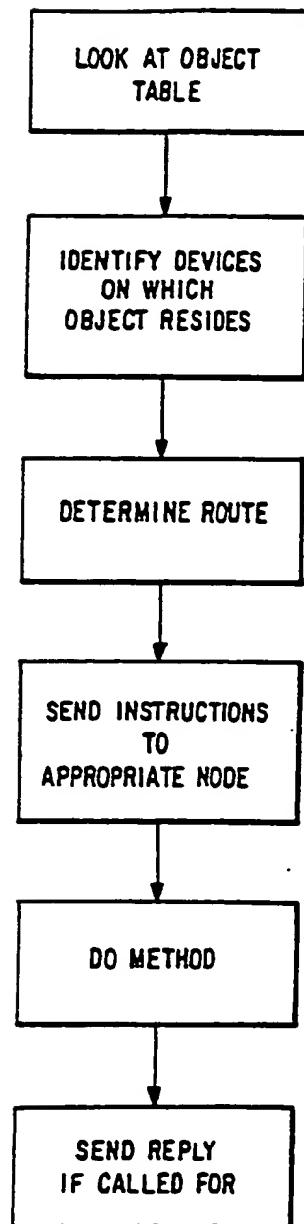 LOOK AT OBJECT
TABLE
IDENTIFY DEVICES
ON WHICH
OBJECT RESIDES
DETERMINE ROUTE
SEND INSTRUCTIONS
TO
APPROPRIATE NODE
DO METHOD
SEND REPLY
IF CALLED FOR